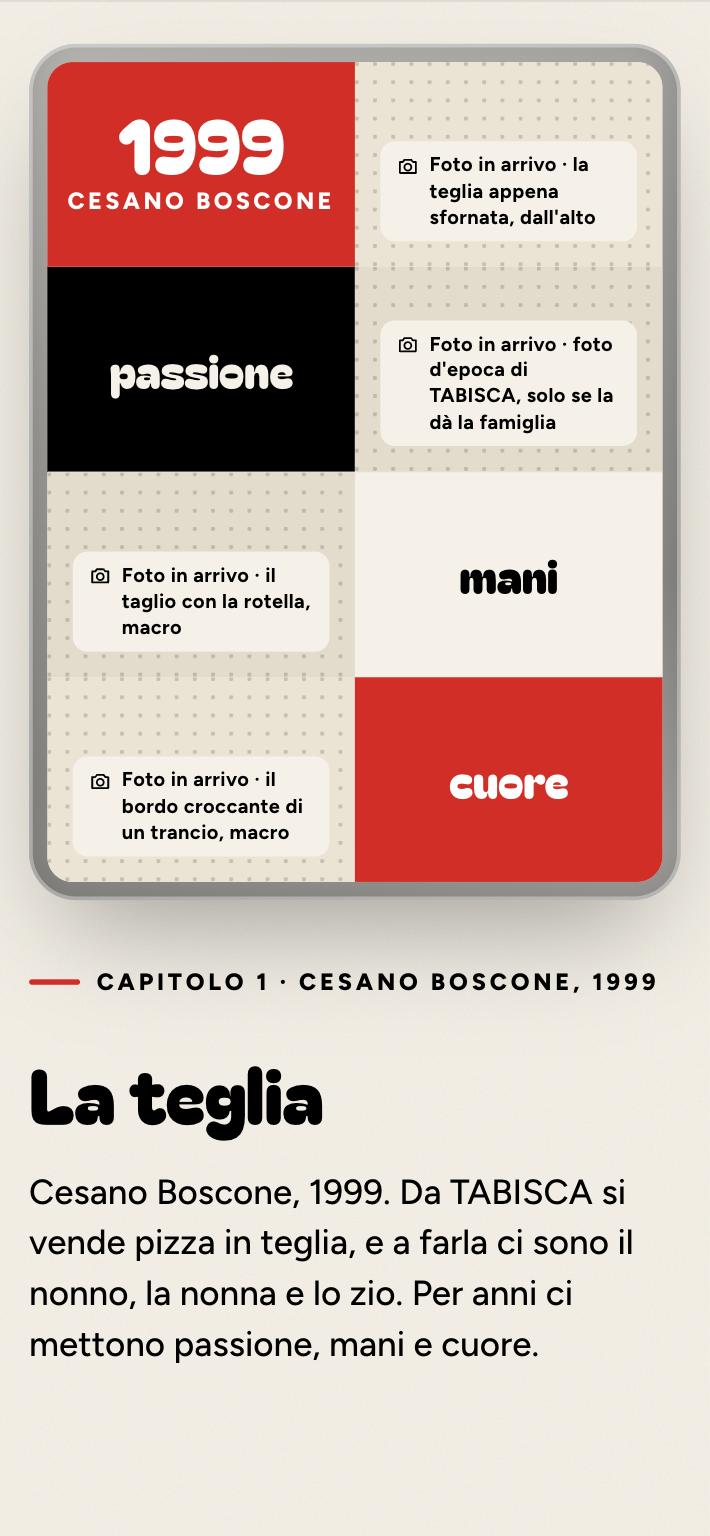 1999
CESANO BOSCONE
Foto in arrivo · la
teglia appena
sfornata, dall'alto
passione
Foto in arrivo · foto
d'epoca di
TABISCA, solo se la
dà la famiglia
Foto in arrivo · il
taglio con la rotella,
macro
mani
Foto in arrivo · il
bordo croccante di
un trancio, macro
cuore
CAPITOLO 1 · CESANO BOSCONE, 1999
La teglia
Cesano Boscone, 1999. Da TABISCA si
vende pizza in teglia, e a farla ci sono il
nonno, la nonna e lo zio. Per anni ci
mettono passione, mani e cuore.